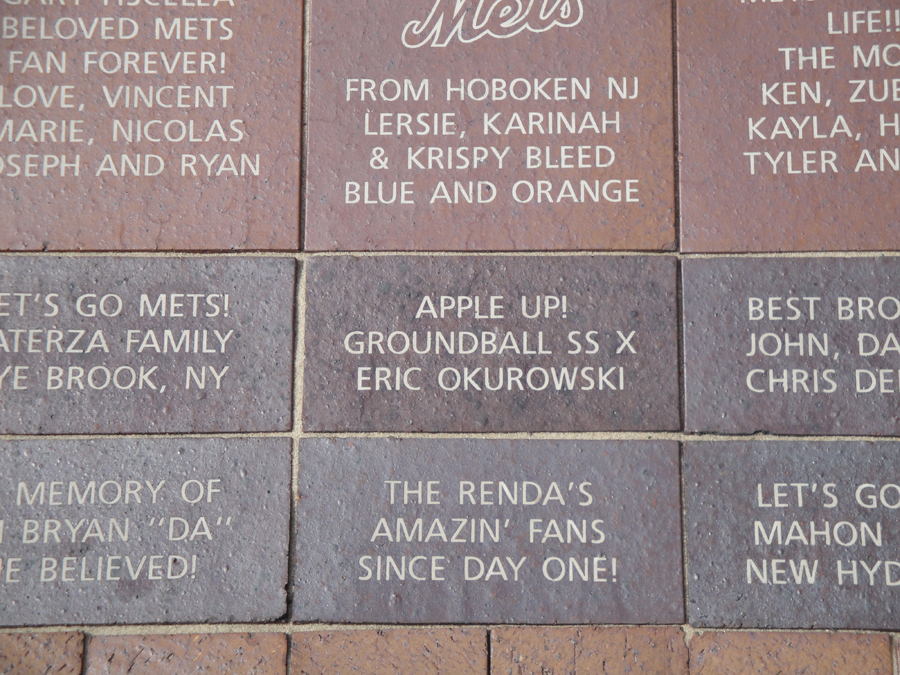 BELOVED METS
FAN FOREVER!
LOVE, VINCENT
MARIE, NICOLAS
JOSEPH AND RYAN
Mets
FROM HOBOKEN NJ
LERSIE, KARINAH
& KRISPY BLEED
BLUE AND ORANGE
LIFE!!
THE MO
KEN, ZUB
KAYLA, H
TYLER AN
LET'S GO METS!
ATERZA FAMILY
YE BROOK, NY
APPLE UP!
GROUNDBALL SS X
ERIC OKUROWSKI
BEST BRO
JOHN, DA
CHRIS DE
MEMORY OF
BRYAN "DA"
BELIEVED!
THE RENDA'S
AMAZIN' FANS
SINCE DAY ONE!
LET'S GO
MAHON
NEW HYD